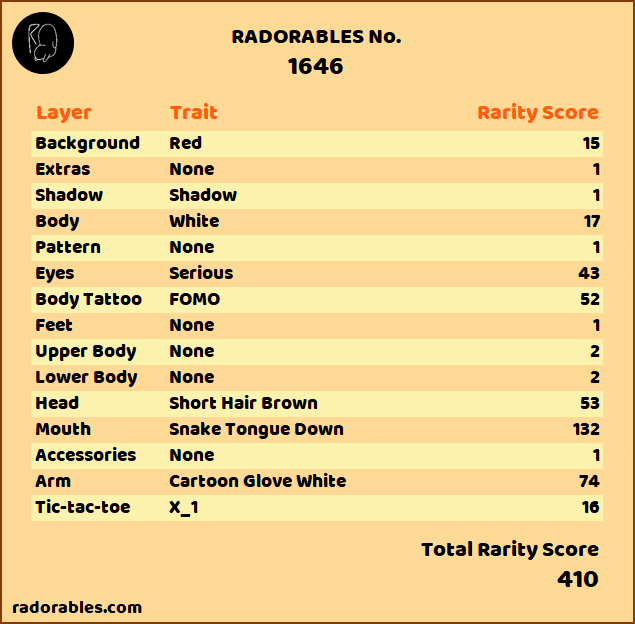 RADORABLES No.
1646
Layer Trait Rarity Score
Background Red 15
Extras None 1
Shadow Shadow 1
Body White 17
Pattern None 1
Eyes Serious 43
Body Tattoo FOMO 52
Feet None 1
Upper Body None 2
Lower Body None 2
Head Short Hair Brown 53
Mouth Snake Tongue Down 132
Accessories None 1
Arm Cartoon Glove White 74
Tic-tac-toe X_1 16
Total Rarity Score
410
radorables.com